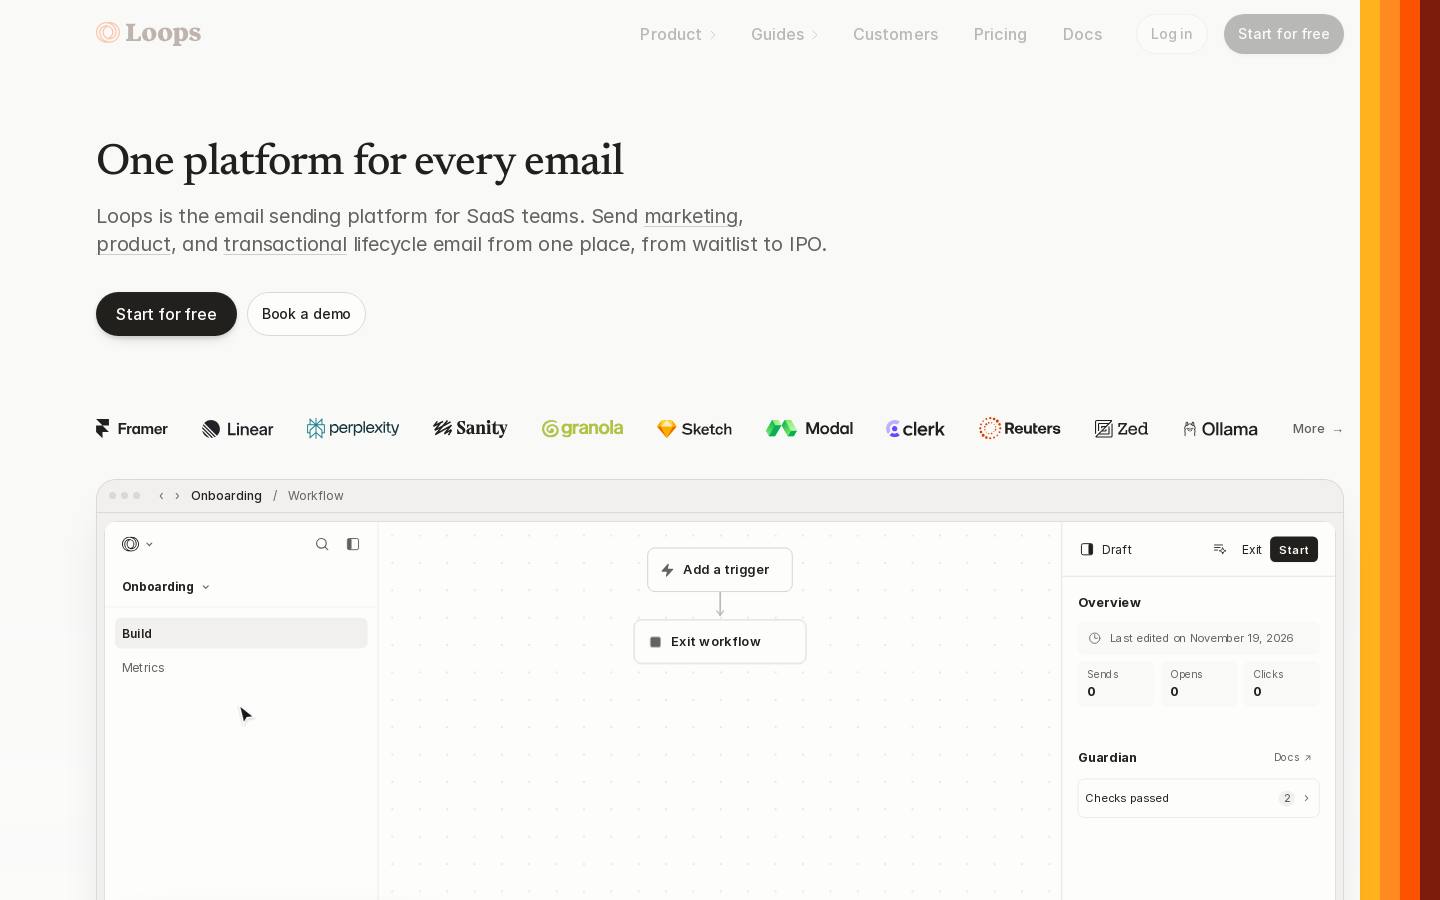 Loops
Product
Guides
Customers
Pricing
Docs
Log in
Start for free
One platform for every email
Loops is the email sending platform for SaaS teams. Send marketing,
product, and transactional lifecycle email from one place, from waitlist to IPO.
Start for free
Book a demo
Framer
Linear
perplexity
Sanity
granola
Sketch
Modal
clerk
Reuters
Zed
Ollama
More →
‹ › Onboarding / Workflow
Onboarding
Build
Metrics
Add a trigger
Exit workflow
Draft
Exit
Start
Overview
Last edited on November 19, 2026
Sends
0
Opens
0
Clicks
0
Guardian
Docs ↗
Checks passed
2 ›